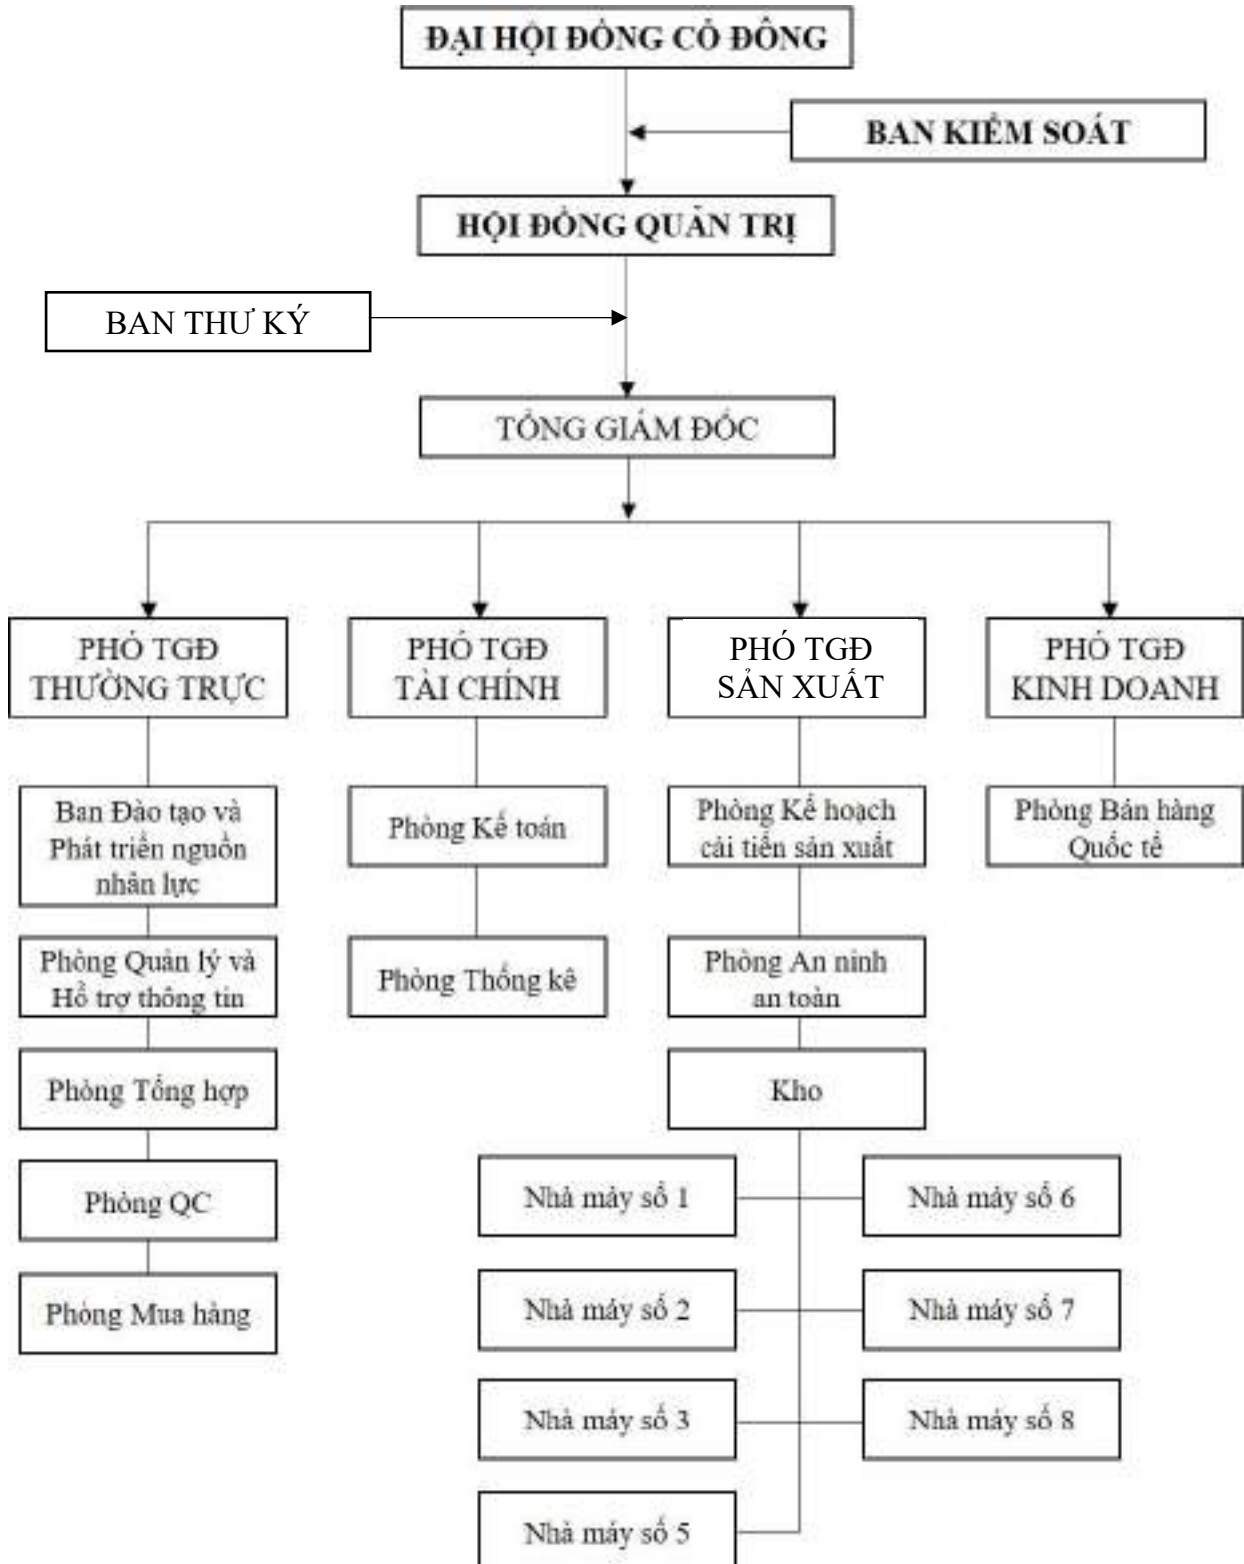 ĐẠI HỘI ĐỒNG CỔ ĐÔNG
BAN KIỂM SOÁT
HỘI ĐỒNG QUẢN TRỊ
BAN THƯ KÝ
TỔNG GIÁM ĐỐC
PHÓ TGĐ
THƯỜNG TRỰC
PHÓ TGĐ
TÀI CHÍNH
PHÓ TGĐ
SẢN XUẤT
PHÓ TGĐ
KINH DOANH
Ban Đào tạo và
Phát triển nguồn
nhân lực
Phòng Kế toán
Phòng Kế hoạch
cải tiến sản xuất
Phòng Bán hàng
Quốc tế
Phòng Quản lý và
Hỗ trợ thông tin
Phòng Thống kê
Phòng An ninh
an toàn
Phòng Tổng hợp
Kho
Phòng QC
Nhà máy số 1
Nhà máy số 6
Phòng Mua hàng
Nhà máy số 2
Nhà máy số 7
Nhà máy số 3
Nhà máy số 8
Nhà máy số 5